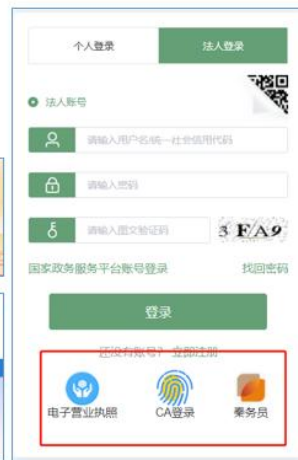 个人登录 法人登录
法人账号
请输入用户名/统一社会信用代码
请输入密码
请输入图文验证码 3 FA9
国家政务服务平台账号登录 找回密码
登录
还没有账号? 立即注册
电子营业执照 CA登录 秦务员